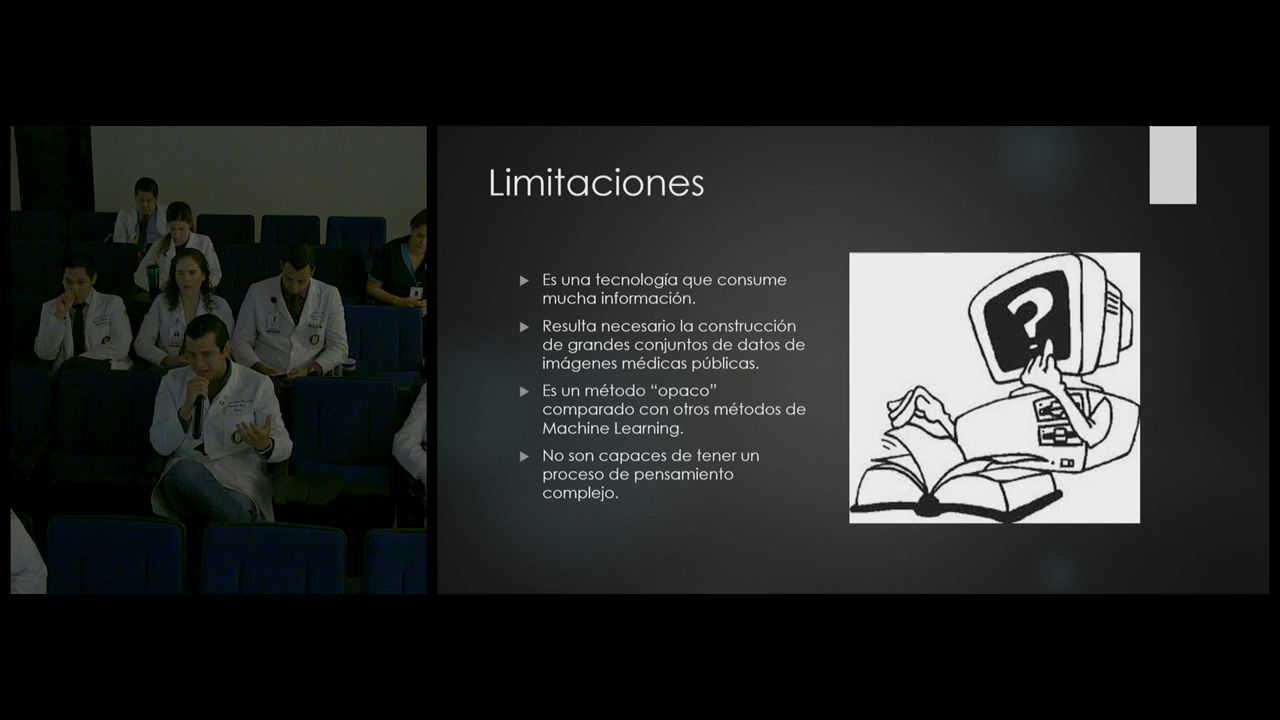 Limitaciones
Es una tecnología que consume
mucha información.
Resulta necesario la construcción
de grandes conjuntos de datos de
imágenes médicas públicas.
Es un método “opaco”
comparado con otros métodos de
Machine Learning.
No son capaces de tener un
proceso de pensamiento
complejo.
?